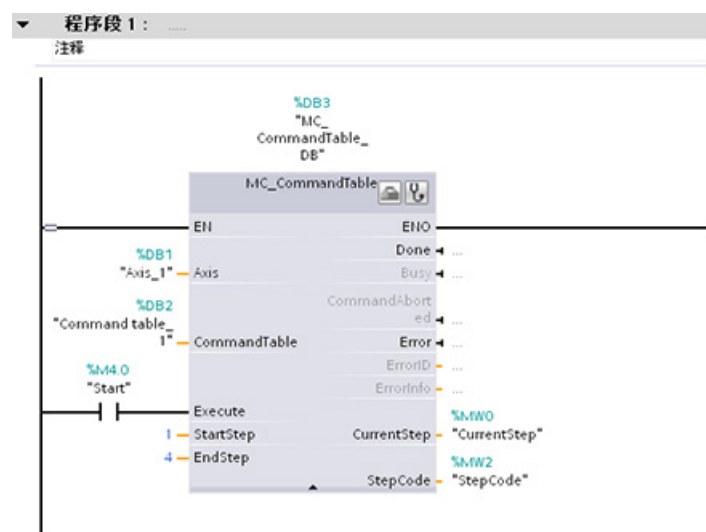 程序段 1： .....
注释
%DB3
"MC_
CommandTable_
DB"
MC_CommandTable
EN ENO
Done ...
%DB1
"Axis_1" Axis Busy ...
%DB2
"Command table_
1" CommandTable
CommandAbort
ed ...
Error ...
ErrorID ...
ErrorInfo ...
%M4.0
"Start"
Execute
%MW0
1 StartStep CurrentStep "CurrentStep"
4 EndStep
%MW2
StepCode "StepCode"